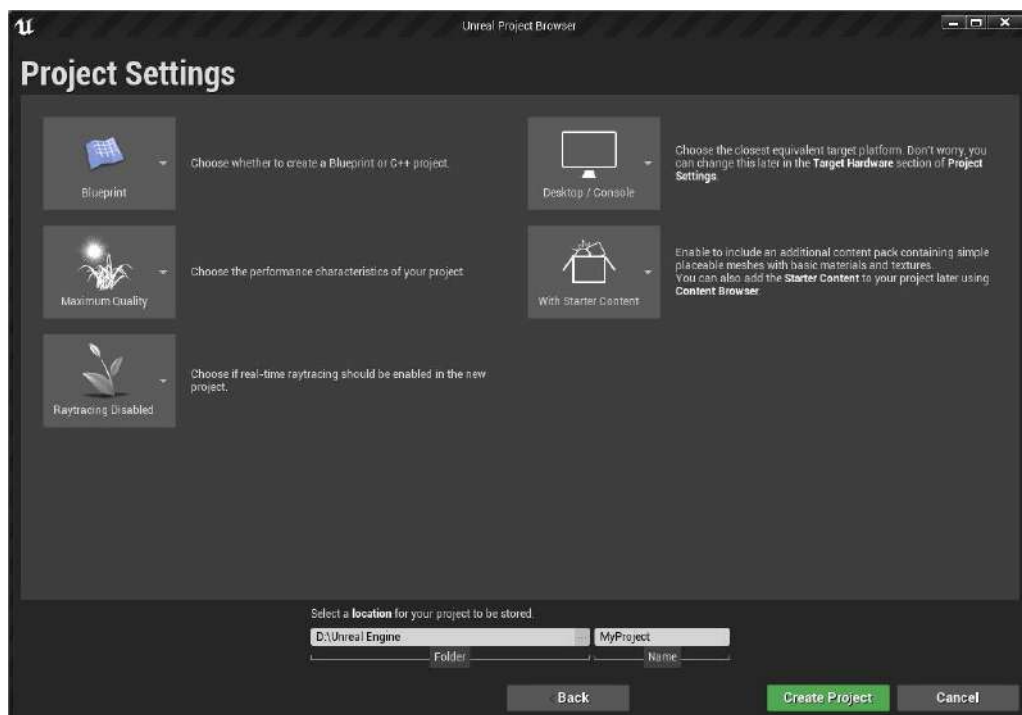 Unreal Project Browser
Project Settings
Blueprint
Choose whether to create a Blueprint or C++ project.
Desktop / Console
Choose the closest equivalent target platform. Don't worry, you
can change this later in the Target Hardware section of Project
Settings.
Maximum Quality
Choose the performance characteristics of your project.
With Starter Content
Enable to include an additional content pack containing simple
placeable meshes with basic materials and textures.
You can also add the Starter Content to your project later using
Content Browser.
Raytracing Disabled
Choose if real-time raytracing should be enabled in the new
project.
Select a location for your project to be stored.
D:\Unreal Engine
...
MyProject
Folder
Name
Back
Create Project
Cancel